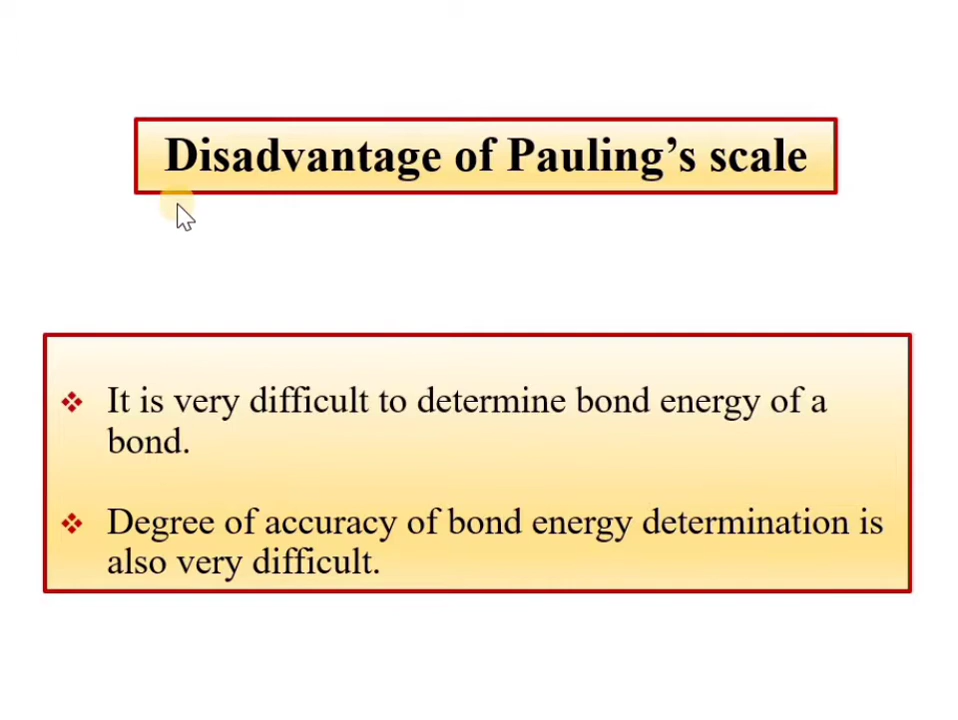 Disadvantage of Pauling’s scale
It is very difficult to determine bond energy of a
bond.
Degree of accuracy of bond energy determination is
also very difficult.